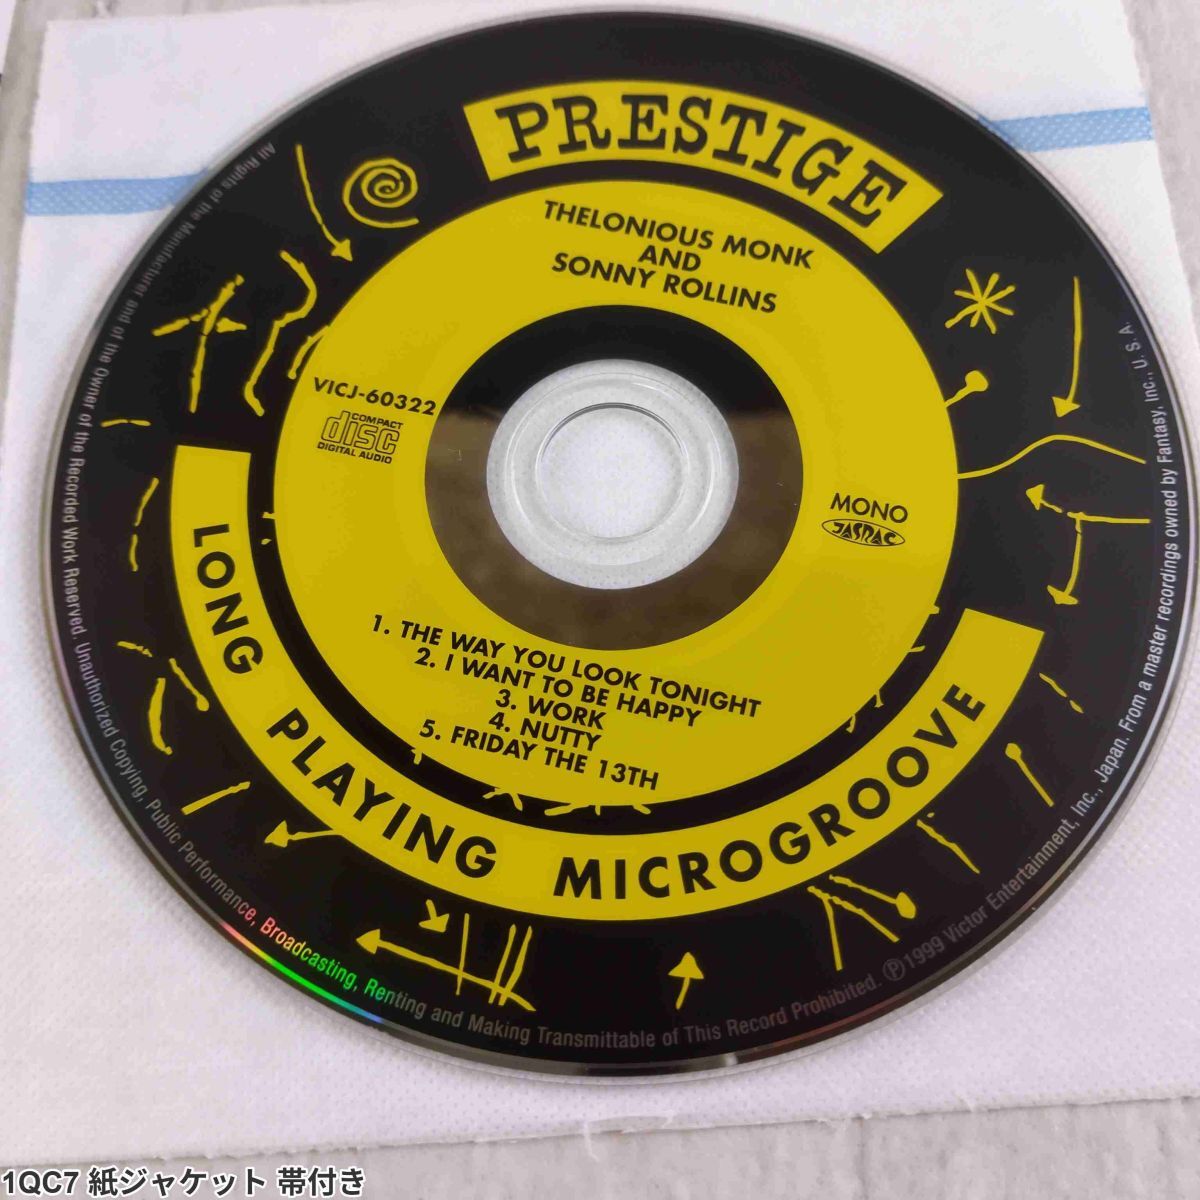 PRESTIGE
THELONIOUS MONK
AND
SONNY ROLLINS
VICJ-60322
COMPACT
disc
DIGITAL AUDIO
MONO
JASRAC
1. THE WAY YOU LOOK TONIGHT
2. I WANT TO BE HAPPY
3. WORK
4. NUTTY
5. FRIDAY THE 13TH
LONG PLAYING MICROGROOVE
All Rights of the Manufacturer and of the Owner of the Recorded Work Reserved. Unauthorized Copying, Public Performance, Broadcasting, Renting and Making Transmittable of This Record Prohibited. ℗1999 Victor Entertainment, Inc., Japan. From a master recordings owned by Fantasy, Inc., U. S. A.
1QC7 紙ジャケット 帯付き